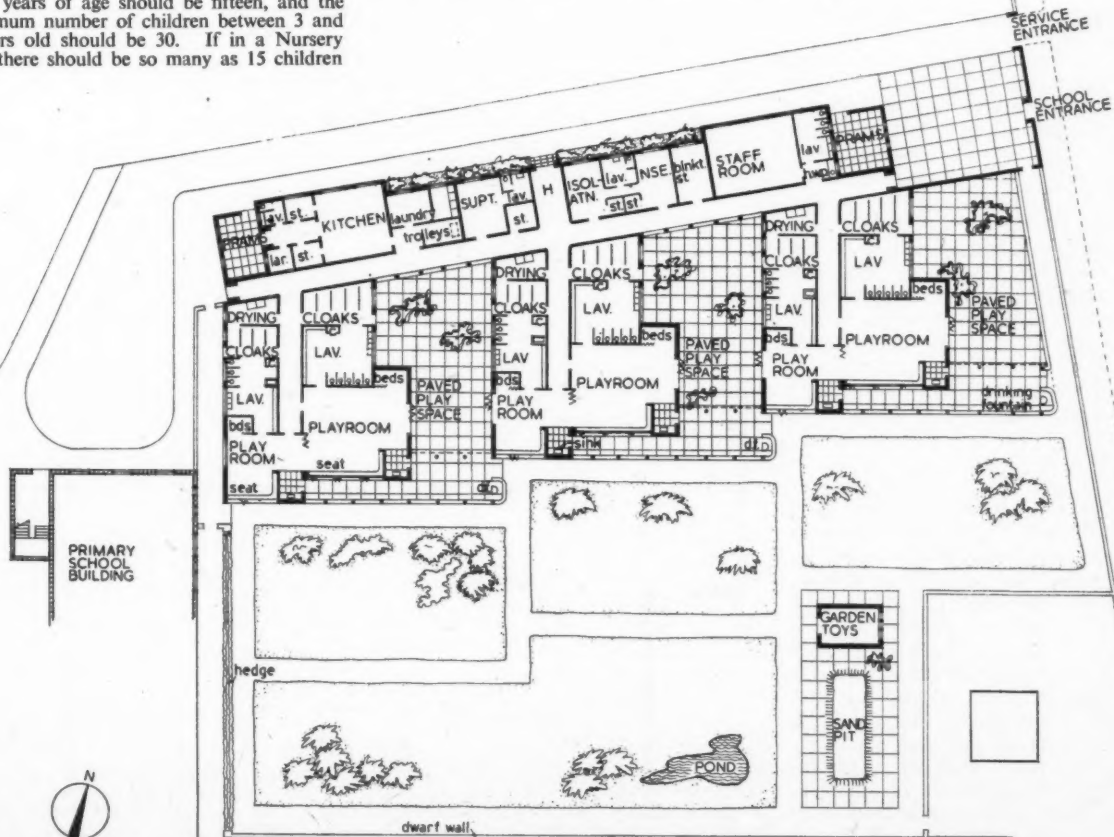 years of age should be fifteen, and the
num number of children between 3 and
rs old should be 30. If in a Nursery
there should be so many as 15 children
SERVICE
ENTRANCE
SCHOOL
ENTRANCE
PRAMS
lav.
st.
lar.
st.
KITCHEN
laundry
trolleys
SUPT.
lav.
st.
H
ISOL-
ATN.
lav.
st.
st
NSE.
blnkt.
st.
STAFF
ROOM
lav
PRAMS
DRYING
CLOAKS
CLOAKS
LAV.
LAV.
bds
beds
PLAY
ROOM
PLAYROOM
seat
seat
PAVED
PLAY
SPACE
DRYING
CLOAKS
CLOAKS
LAV
LAV.
bds
beds
PLAY
ROOM
PLAYROOM
sink
PAVED
PLAY
SPACE
d.f.
DRYING
CLOAKS
CLOAKS
LAV.
LAV
bds
beds
PLAY
ROOM
PLAYROOM
PAVED
PLAY
SPACE
drinking
fountain
PRIMARY
SCHOOL
BUILDING
hedge
GARDEN
TOYS
SAND
PIT
POND
N
dwarf wall